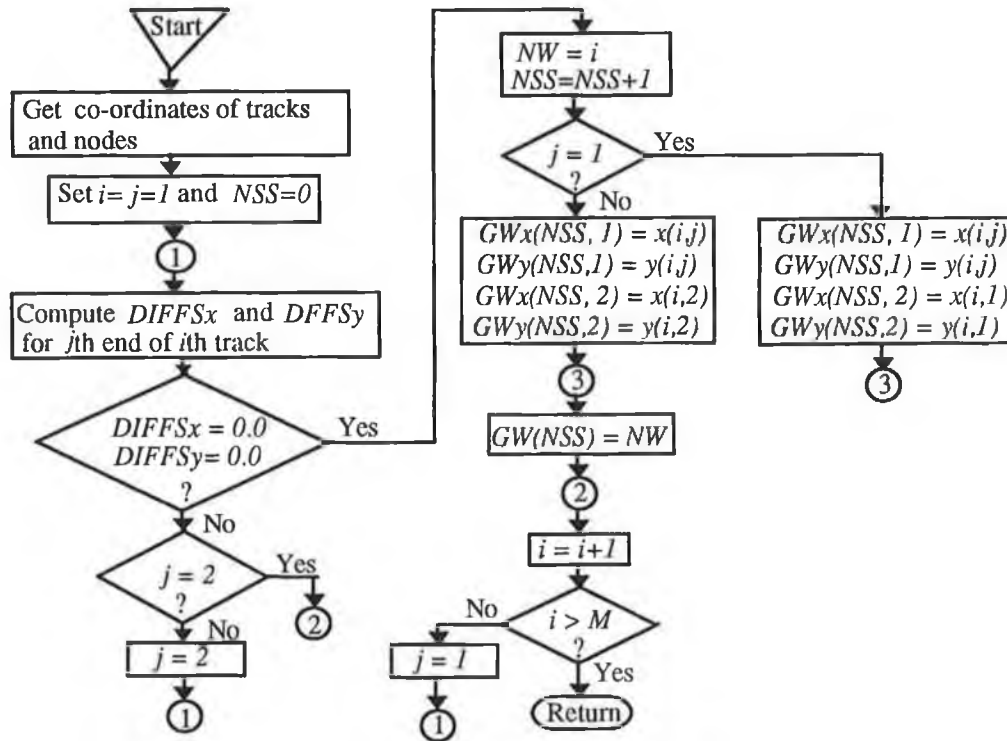 Start
Get co-ordinates of tracks
and nodes
Set i= j=1 and NSS=0
1
Compute DIFFSx and DFFSy
for jth end of ith track
DIFFSx = 0.0
DIFFSy= 0.0
?
Yes
No
j = 2
?
Yes
2
No
j = 2
1
NW = i
NSS=NSS+1
j = 1
?
Yes
No
GWx(NSS, 1) = x(i,j)
GWy(NSS,1) = y(i,j)
GWx(NSS, 2) = x(i,2)
GWy(NSS,2) = y(i,2)
3
GW(NSS) = NW
2
i = i+1
i > M
?
No
j = 1
1
Yes
Return
GWx(NSS, 1) = x(i,j)
GWy(NSS,1) = y(i,j)
GWx(NSS, 2) = x(i,1)
GWy(NSS,2) = y(i,1)
3